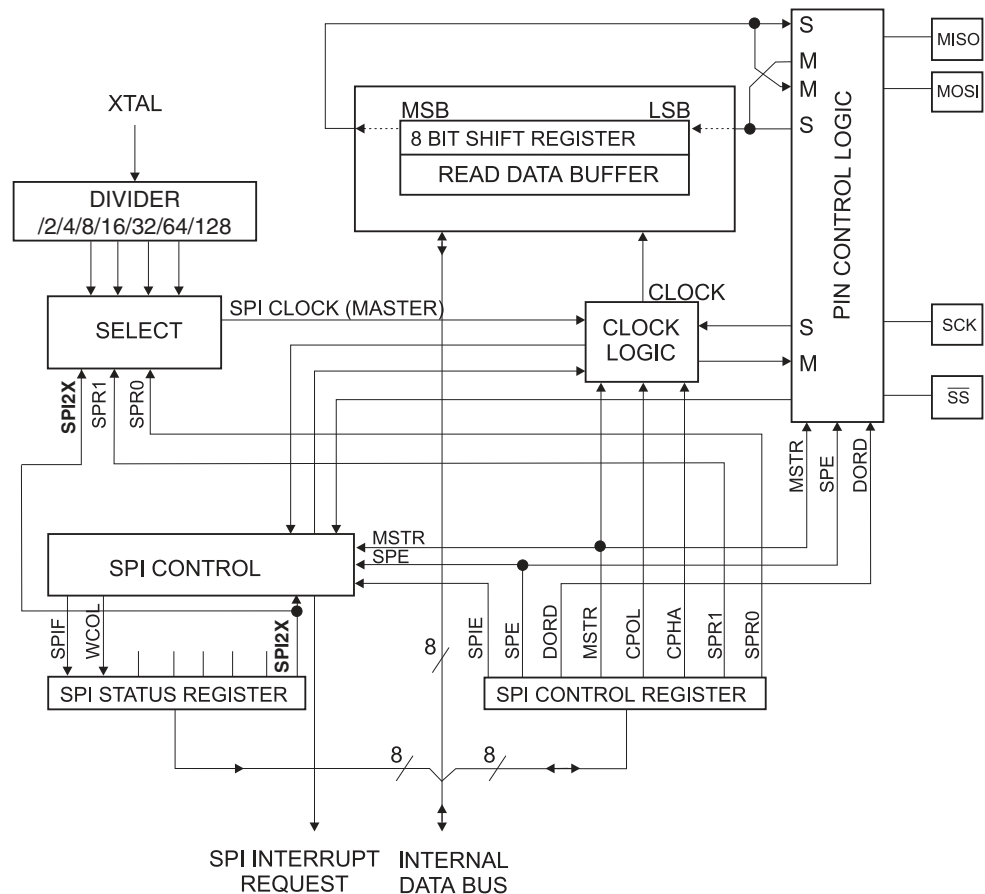 S
MISO
M
M
MOSI
S
XTAL
MSB
LSB
8 BIT SHIFT REGISTER
READ DATA BUFFER
PIN CONTROL LOGIC
DIVIDER
/2/4/8/16/32/64/128
SPI CLOCK (MASTER)
CLOCK
SELECT
CLOCK
LOGIC
S
M
SCK
SS
SPI2X
SPR1
SPR0
MSTR
SPE
DORD
MSTR
SPE
SPI CONTROL
SPIF
WCOL
SPI2X
8
SPIE
SPE
DORD
MSTR
CPOL
CPHA
SPR1
SPR0
SPI STATUS REGISTER
SPI CONTROL REGISTER
8
8
SPI INTERRUPT
REQUEST
INTERNAL
DATA BUS